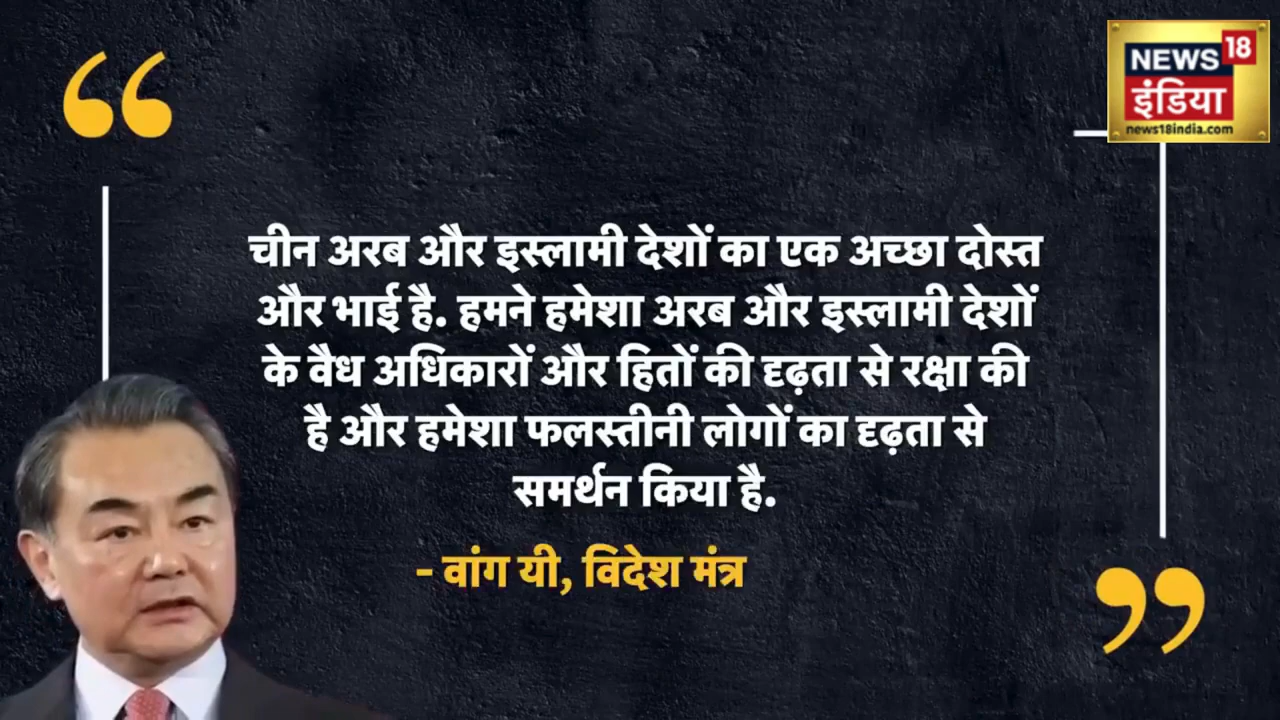 NEWS 18
इंडिया
news18india.com
चीन अरब और इस्लामी देशों का एक अच्छा दोस्त
और भाई है. हमने हमेशा अरब और इस्लामी देशों
के वैध अधिकारों और हितों की दृढ़ता से रक्षा की
है और हमेशा फलस्तीनी लोगों का दृढ़ता से
समर्थन किया है.
- वांग यी, विदेश मंत्र